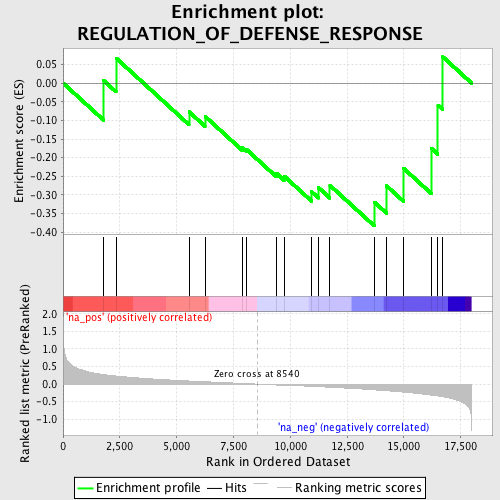 Enrichment plot:
REGULATION_OF_DEFENSE_RESPONSE
Enrichment score (ES)
0.05
0.00
-0.05
-0.10
-0.15
-0.20
-0.25
-0.30
-0.35
-0.40
'na_pos' (positively correlated)
Ranked list metric (PreRanked)
2.0
1.5
1.0
0.5
0.0
-0.5
-1.0
Zero cross at 8540
'na_neg' (negatively correlated)
0 2,500 5,000 7,500 10,000 12,500 15,000 17,500
Rank in Ordered Dataset
Enrichment profile Hits Ranking metric scores